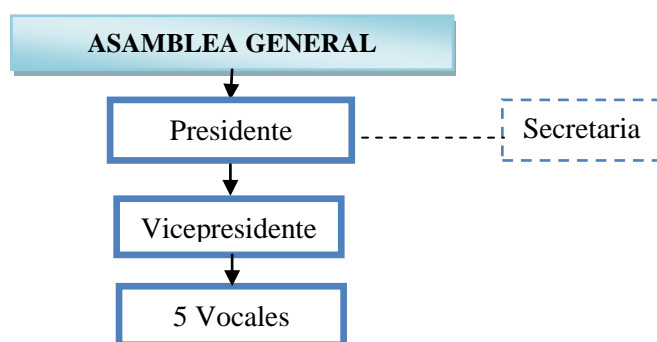 ASAMBLEA GENERAL
Presidente
Secretaria
Vicepresidente
5 Vocales